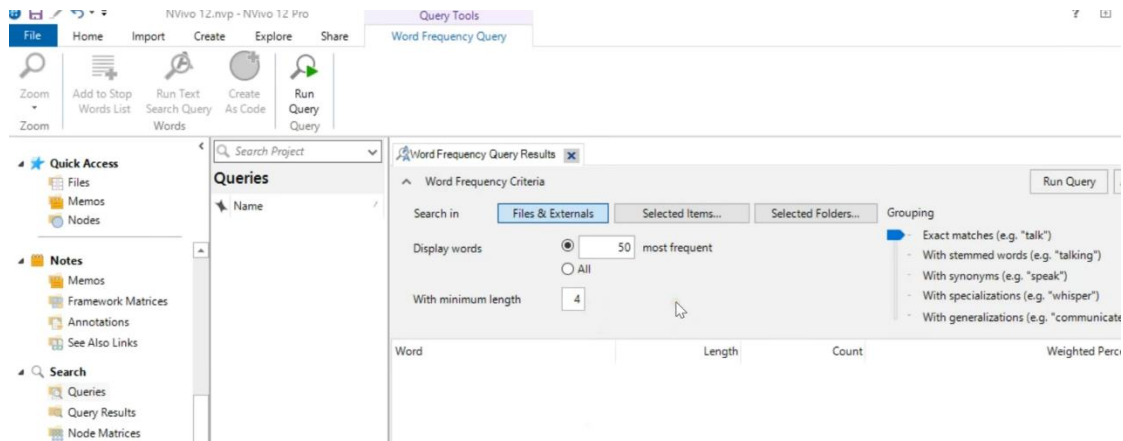 NVivo 12.nvp - NVivo 12 Pro
Query Tools
?
File Home Import Create Explore Share Word Frequency Query
Zoom
Add to Stop Words List
Run Text Search Query
Create As Code
Run Query
Zoom
Words
Query
Quick Access
Files
Memos
Nodes
Notes
Memos
Framework Matrices
Annotations
See Also Links
Search
Queries
Query Results
Node Matrices
Search Project
Queries
Name
Word Frequency Query Results
Word Frequency Criteria
Run Query
Search in Files & Externals Selected Items... Selected Folders...
Display words 50 most frequent
All
With minimum length 4
Grouping
Exact matches (e.g. "talk")
With stemmed words (e.g. "talking")
With synonyms (e.g. "speak")
With specializations (e.g. "whisper")
With generalizations (e.g. "communicate
Word Length Count Weighted Perc